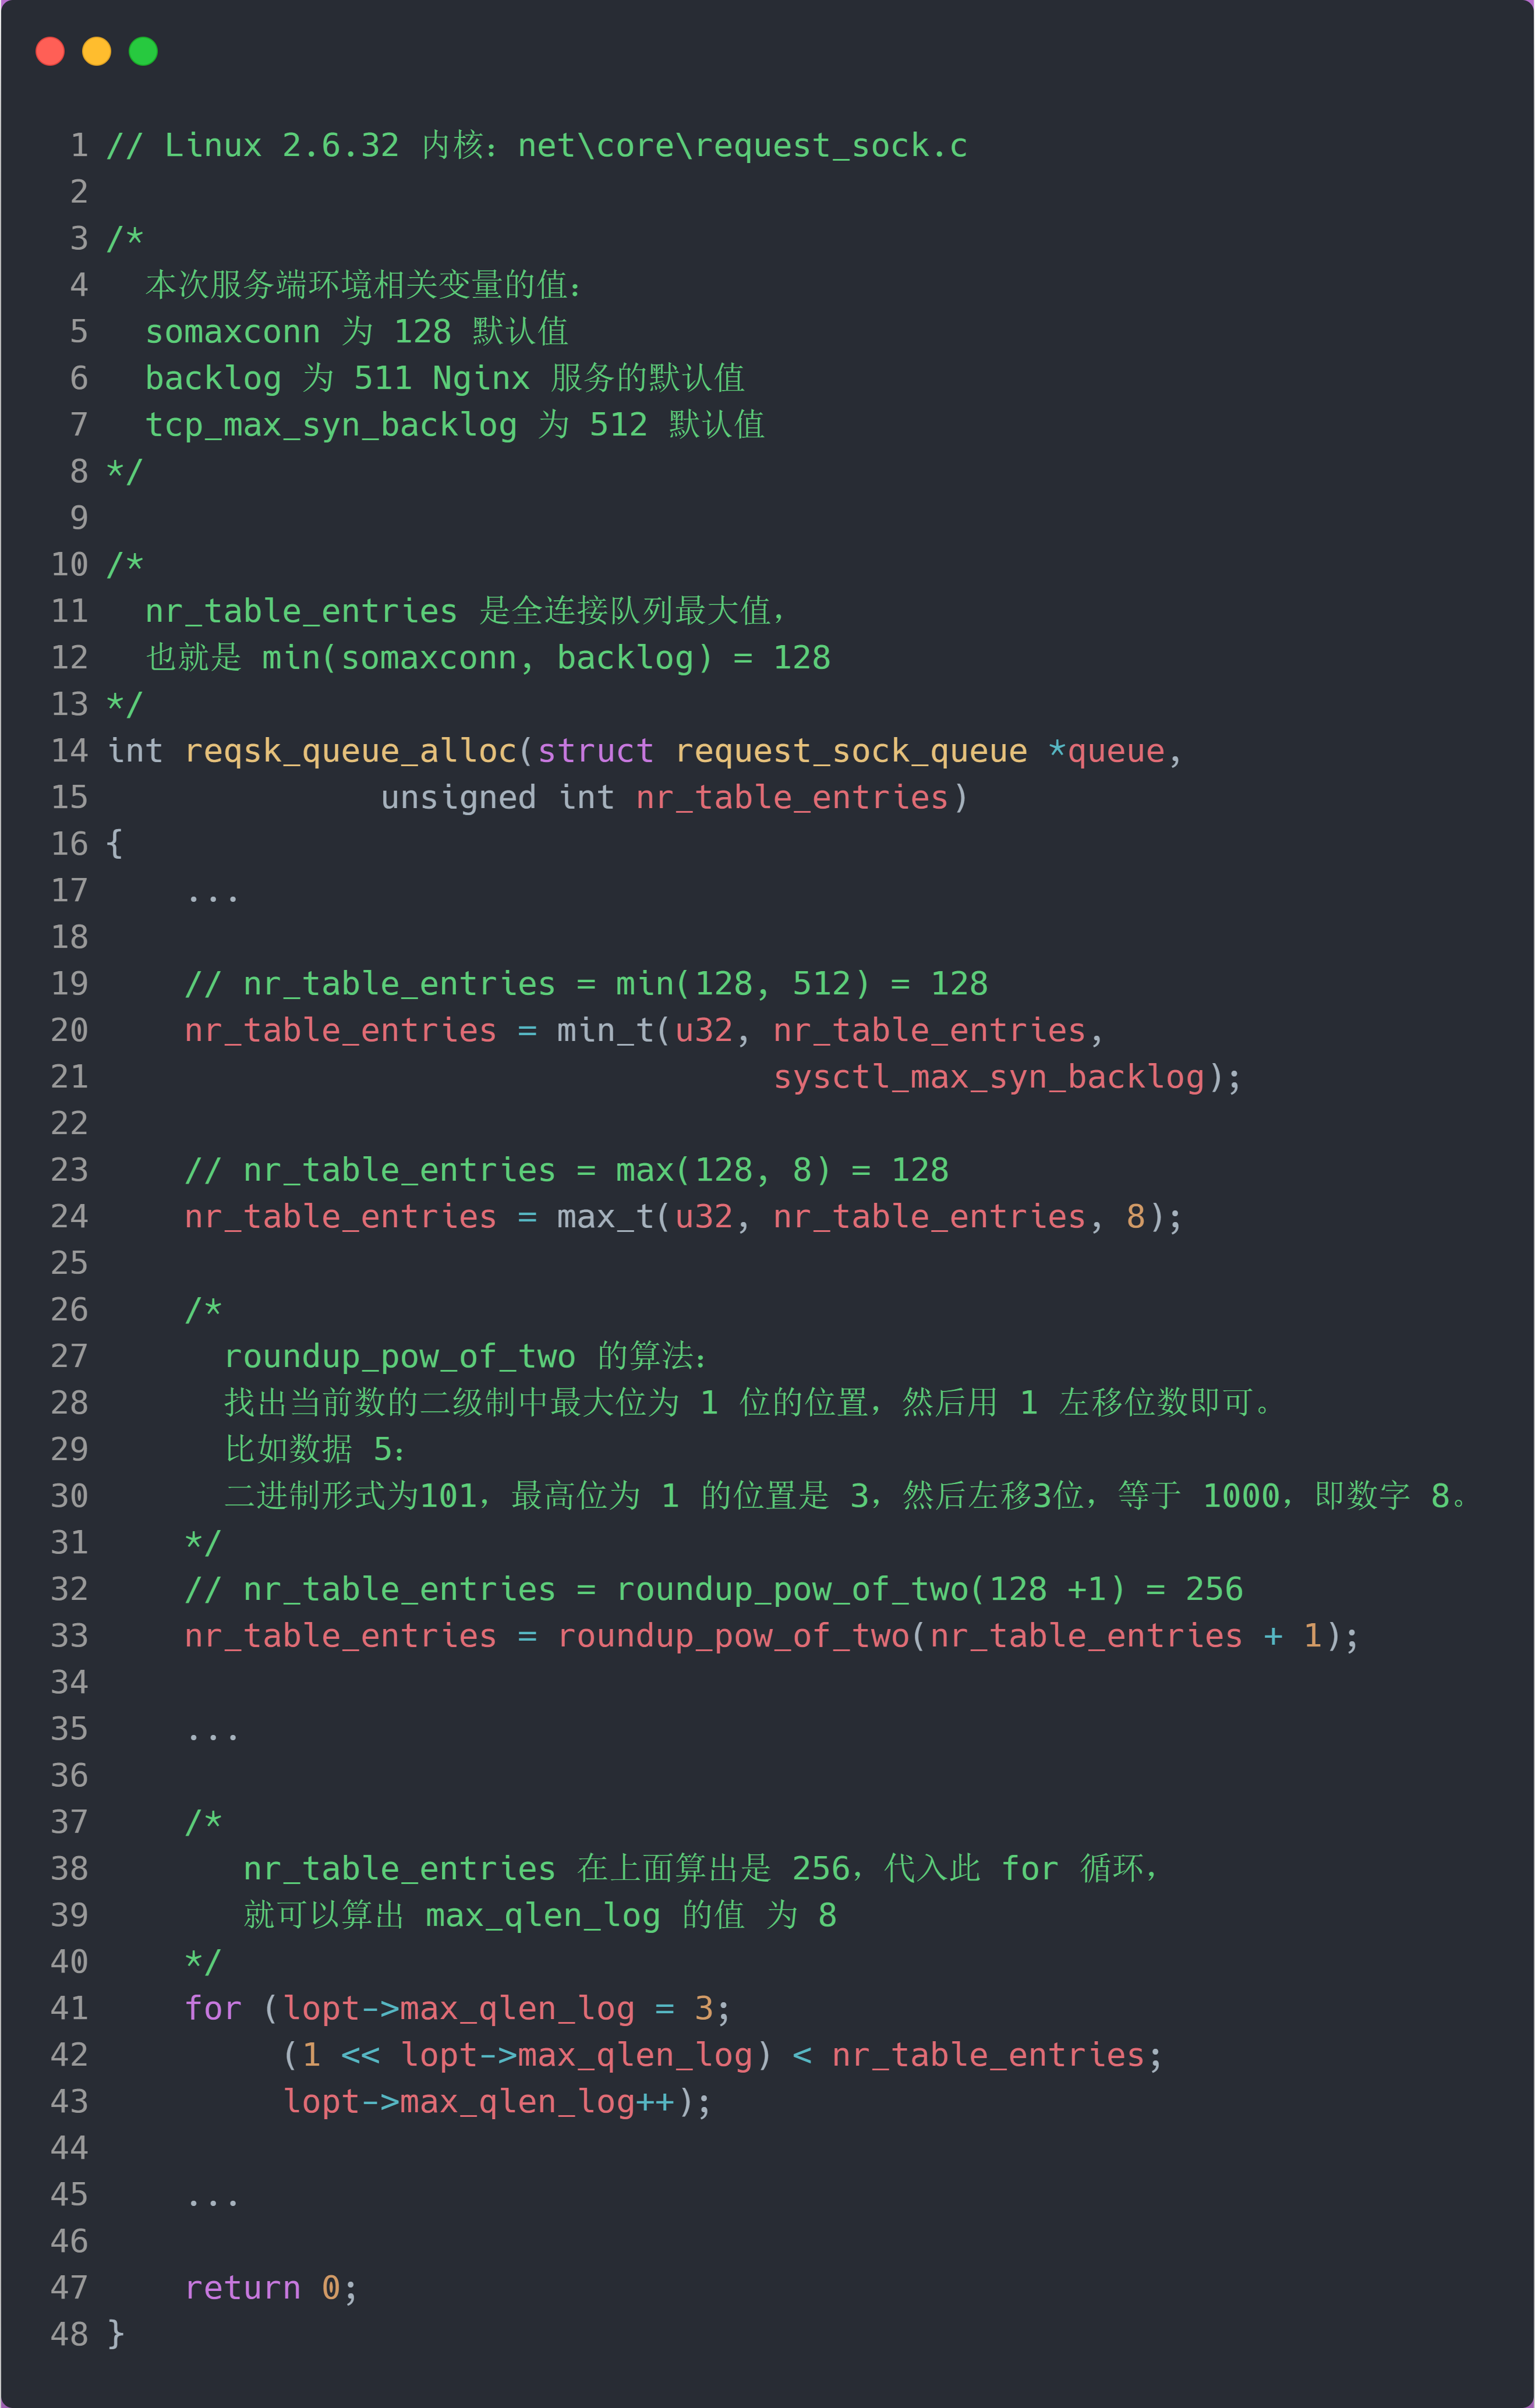 1 // Linux 2.6.32 内核：net\core\request_sock.c
2
3 /*
4   本次服务端环境相关变量的值：
5   somaxconn 为 128 默认值
6   backlog 为 511 Nginx 服务的默认值
7   tcp_max_syn_backlog 为 512 默认值
8 */
9
10 /*
11   nr_table_entries 是全连接队列最大值，
12   也就是 min(somaxconn, backlog) = 128
13 */
14 int reqsk_queue_alloc(struct request_sock_queue *queue,
15               unsigned int nr_table_entries)
16 {
17     ...
18
19     // nr_table_entries = min(128, 512) = 128
20     nr_table_entries = min_t(u32, nr_table_entries,
21                                   sysctl_max_syn_backlog);
22
23     // nr_table_entries = max(128, 8) = 128
24     nr_table_entries = max_t(u32, nr_table_entries, 8);
25
26     /*
27       roundup_pow_of_two 的算法：
28       找出当前数的二级制中最大位为 1 位的位置，然后用 1 左移位数即可。
29       比如数据 5：
30       二进制形式为101，最高位为 1 的位置是 3，然后左移3位，等于 1000，即数字 8。
31     */
32     // nr_table_entries = roundup_pow_of_two(128 +1) = 256
33     nr_table_entries = roundup_pow_of_two(nr_table_entries + 1);
34
35     ...
36
37     /*
38        nr_table_entries 在上面算出是 256，代入此 for 循环，
39        就可以算出 max_qlen_log 的值 为 8
40     */
41     for (lopt->max_qlen_log = 3;
42          (1 << lopt->max_qlen_log) < nr_table_entries;
43          lopt->max_qlen_log++);
44
45     ...
46
47     return 0;
48 }